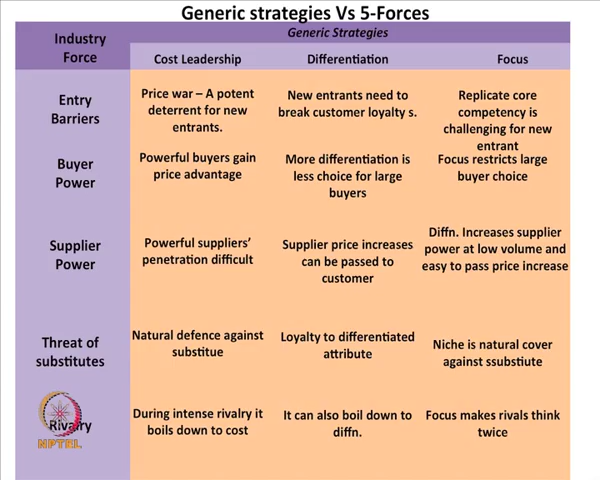 Generic strategies Vs 5-Forces
Industry Force
Generic Strategies
Cost Leadership
Differentiation
Focus
Entry
Barriers
Price war – A potent
deterrent for new
entrants.
New entrants need to
break customer loyalty s.
Replicate core
competency is
challenging for new
entrant
Buyer
Power
Powerful buyers gain
price advantage
More differentiation is
less choice for large
buyers
Focus restricts large
buyer choice
Supplier
Power
Powerful suppliers'
penetration difficult
Supplier price increases
can be passed to
customer
Diffn. Increases supplier
power at low volume and
easy to pass price increase
Threat of
substitutes
Natural defence against
substitue
Loyalty to differentiated
attribute
Niche is natural cover
against ssubstiute
Rivalry
During intense rivalry it
boils down to cost
It can also boil down to
diffn.
Focus makes rivals think
twice
NPTEL